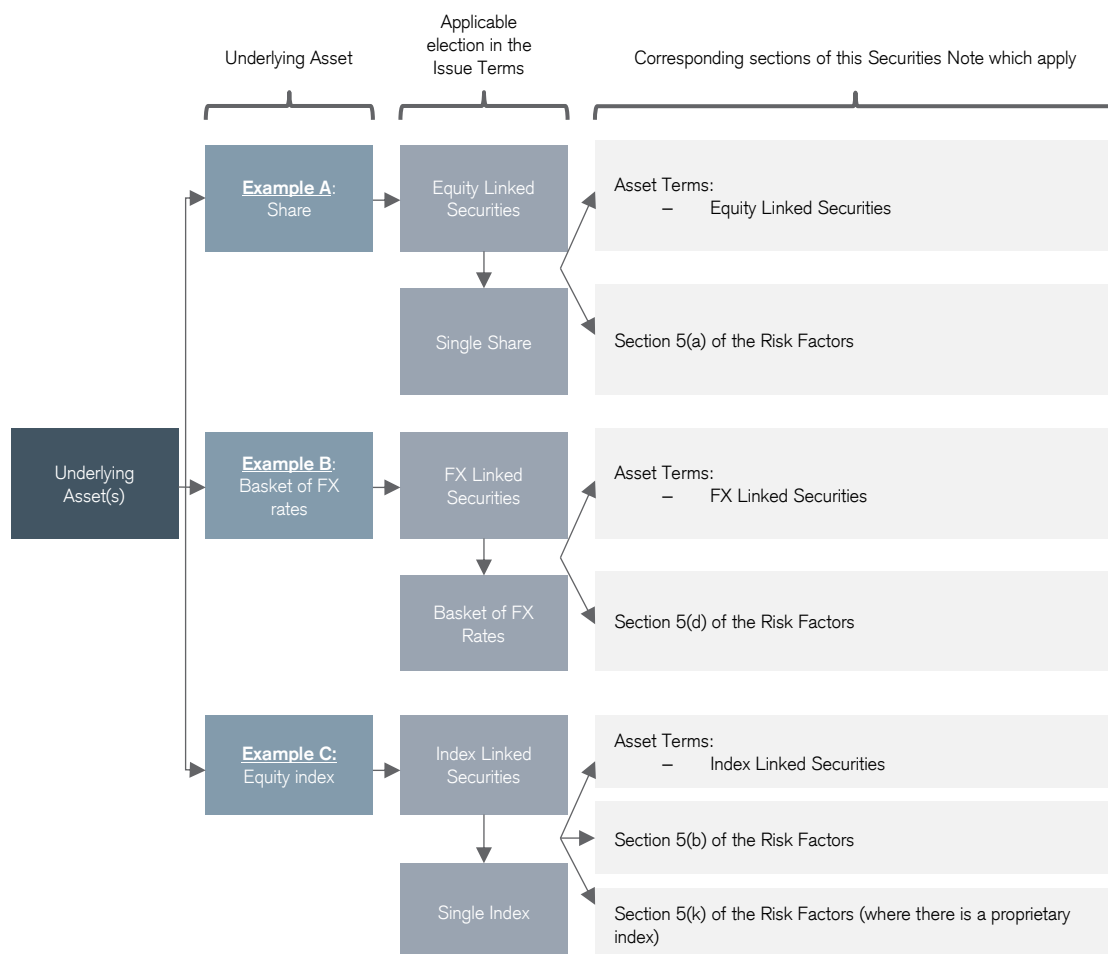 Underlying Asset
Applicable
election in the
Issue Terms
Corresponding sections of this Securities Note which apply
Underlying
Asset(s)
Example A:
Share
Equity Linked
Securities
Single Share
Asset Terms:
– Equity Linked Securities
Section 5(a) of the Risk Factors
Example B:
Basket of FX
rates
FX Linked
Securities
Basket of FX
Rates
Asset Terms:
– FX Linked Securities
Section 5(d) of the Risk Factors
Example C:
Equity index
Index Linked
Securities
Single Index
Asset Terms:
– Index Linked Securities
Section 5(b) of the Risk Factors
Section 5(k) of the Risk Factors (where there is a proprietary
index)